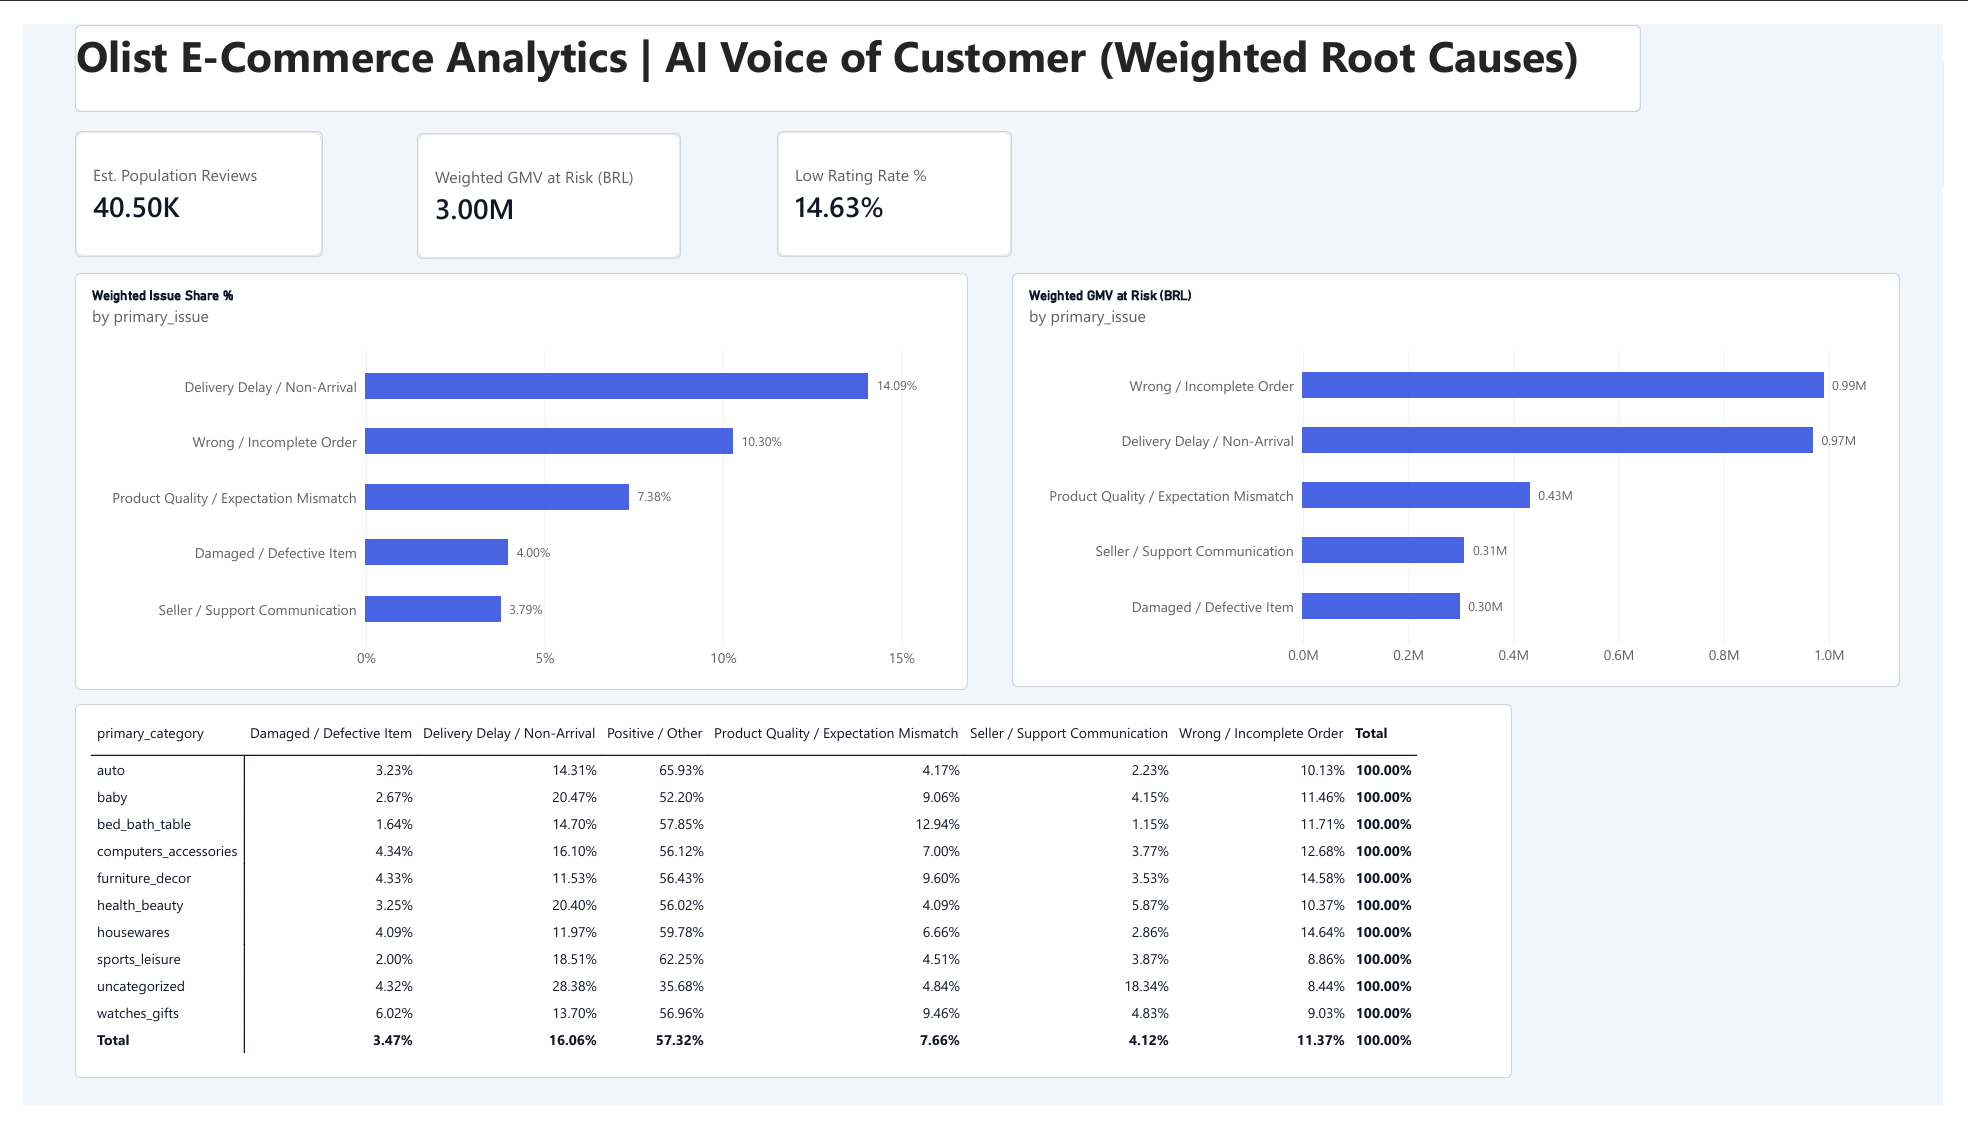 Olist E-Commerce Analytics | AI Voice of Customer (Weighted Root Causes)
Est. Population Reviews
40.50K
Weighted GMV at Risk (BRL)
3.00M
Low Rating Rate %
14.63%
Weighted Issue Share %
by primary_issue
Delivery Delay / Non-Arrival 14.09%
Wrong / Incomplete Order 10.30%
Product Quality / Expectation Mismatch 7.38%
Damaged / Defective Item 4.00%
Seller / Support Communication 3.79%
0% 5% 10% 15%
Weighted GMV at Risk (BRL)
by primary_issue
Wrong / Incomplete Order 0.99M
Delivery Delay / Non-Arrival 0.97M
Product Quality / Expectation Mismatch 0.43M
Seller / Support Communication 0.31M
Damaged / Defective Item 0.30M
0.0M 0.2M 0.4M 0.6M 0.8M 1.0M
primary_category Damaged / Defective Item Delivery Delay / Non-Arrival Positive / Other Product Quality / Expectation Mismatch Seller / Support Communication Wrong / Incomplete Order Total
auto 3.23% 14.31% 65.93% 4.17% 2.23% 10.13% 100.00%
baby 2.67% 20.47% 52.20% 9.06% 4.15% 11.46% 100.00%
bed_bath_table 1.64% 14.70% 57.85% 12.94% 1.15% 11.71% 100.00%
computers_accessories 4.34% 16.10% 56.12% 7.00% 3.77% 12.68% 100.00%
furniture_decor 4.33% 11.53% 56.43% 9.60% 3.53% 14.58% 100.00%
health_beauty 3.25% 20.40% 56.02% 4.09% 5.87% 10.37% 100.00%
housewares 4.09% 11.97% 59.78% 6.66% 2.86% 14.64% 100.00%
sports_leisure 2.00% 18.51% 62.25% 4.51% 3.87% 8.86% 100.00%
uncategorized 4.32% 28.38% 35.68% 4.84% 18.34% 8.44% 100.00%
watches_gifts 6.02% 13.70% 56.96% 9.46% 4.83% 9.03% 100.00%
Total 3.47% 16.06% 57.32% 7.66% 4.12% 11.37% 100.00%